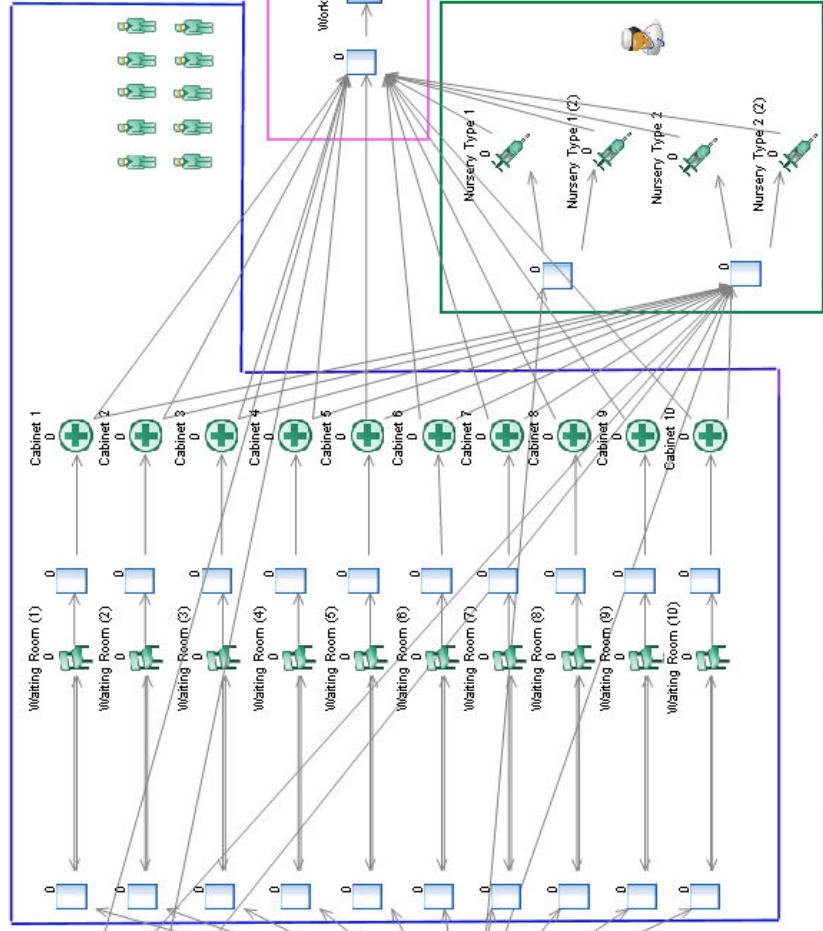 Work
0
Nursery Type 1
0
Nursery Type 1 (2)
0
Nursery Type 2
0
Nursery Type 2 (2)
0
0
0
Cabinet 1
0
Cabinet 2
0
Cabinet 3
0
Cabinet 4
0
Cabinet 5
0
Cabinet 6
0
Cabinet 7
0
Cabinet 8
0
Cabinet 9
0
Cabinet 10
0
0
0
0
0
0
0
0
0
0
0
Waiting Room (1)
0
Waiting Room (2)
0
Waiting Room (3)
0
Waiting Room (4)
0
Waiting Room (5)
0
Waiting Room (6)
0
Waiting Room (7)
0
Waiting Room (8)
0
Waiting Room (9)
0
Waiting Room (10)
0
0
0
0
0
0
0
0
0
0
0